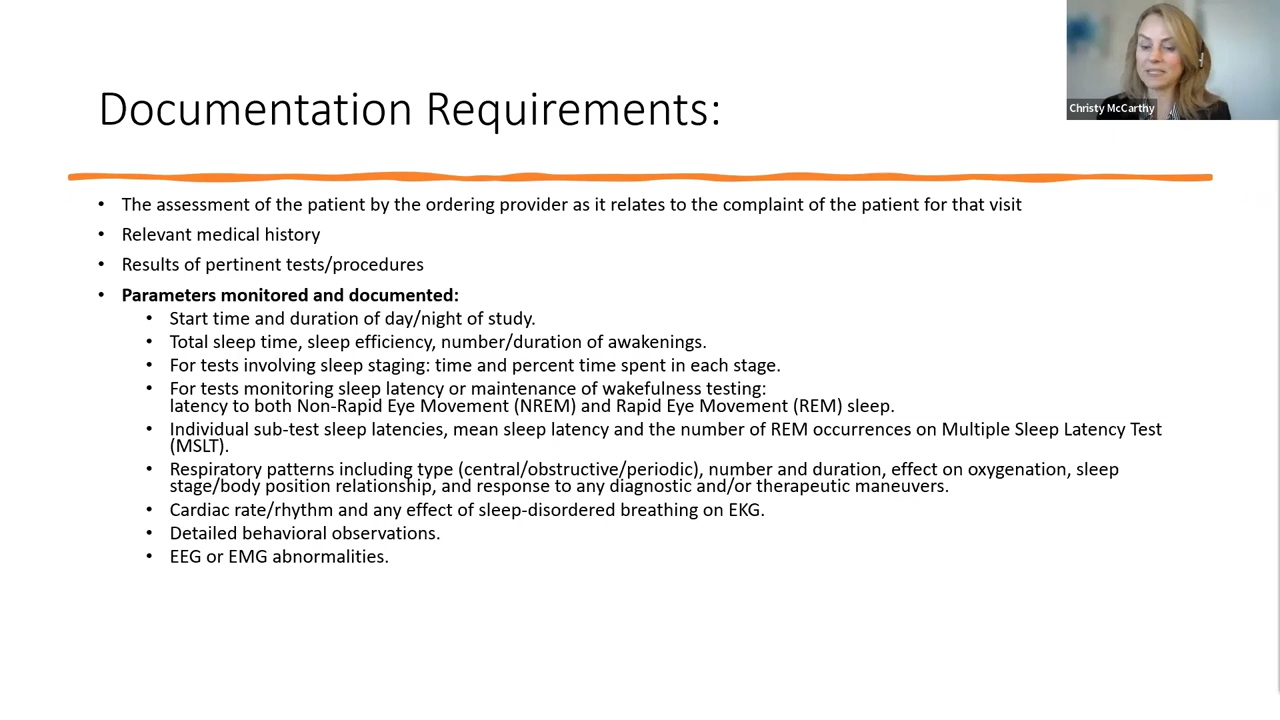 Christy McCarthy
Documentation Requirements:
• The assessment of the patient by the ordering provider as it relates to the complaint of the patient for that visit
• Relevant medical history
• Results of pertinent tests/procedures
• Parameters monitored and documented:
• Start time and duration of day/night of study.
• Total sleep time, sleep efficiency, number/duration of awakenings.
• For tests involving sleep staging: time and percent time spent in each stage.
• For tests monitoring sleep latency or maintenance of wakefulness testing:
latency to both Non-Rapid Eye Movement (NREM) and Rapid Eye Movement (REM) sleep.
• Individual sub-test sleep latencies, mean sleep latency and the number of REM occurrences on Multiple Sleep Latency Test
(MSLT).
• Respiratory patterns including type (central/obstructive/periodic), number and duration, effect on oxygenation, sleep
stage/body position relationship, and response to any diagnostic and/or therapeutic maneuvers.
• Cardiac rate/rhythm and any effect of sleep-disordered breathing on EKG.
• Detailed behavioral observations.
• EEG or EMG abnormalities.